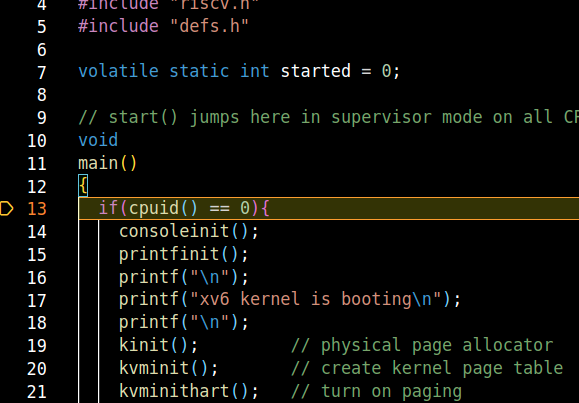 4 #include "riscv.h"
5 #include "defs.h"
6
7 volatile static int started = 0;
8
9 // start() jumps here in supervisor mode on all
10 void
11 main()
12 {
13 if(cpuid() == 0){
14 consoleinit();
15 printfinit();
16 printf("\n");
17 printf("xv6 kernel is booting\n");
18 printf("\n");
19 kinit(); // physical page allocator
20 kvminit(); // create kernel page table
21 kvminithart(); // turn on paging